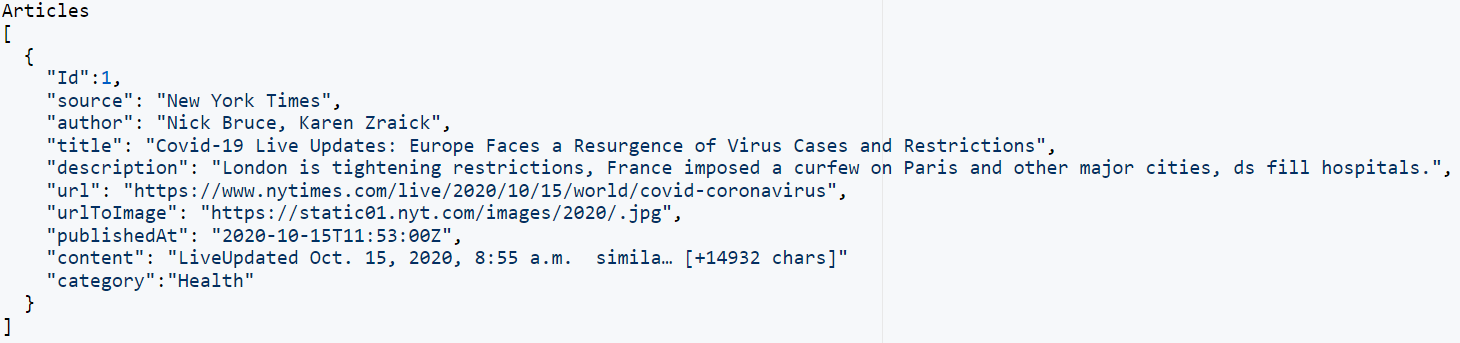 Articles
[
  {
    "Id":1,
    "source": "New York Times",
    "author": "Nick Bruce, Karen Zraick",
    "title": "Covid-19 Live Updates: Europe Faces a Resurgence of Virus Cases and Restrictions",
    "description": "London is tightening restrictions, France imposed a curfew on Paris and other major cities, ds fill hospitals.",
    "url": "https://www.nytimes.com/live/2020/10/15/world/covid-coronavirus",
    "urlToImage": "https://static01.nyt.com/images/2020/.jpg",
    "publishedAt": "2020-10-15T11:53:00Z",
    "content": "LiveUpdated Oct. 15, 2020, 8:55 a.m.  simila… [+14932 chars]"
    "category":"Health"
  }
]